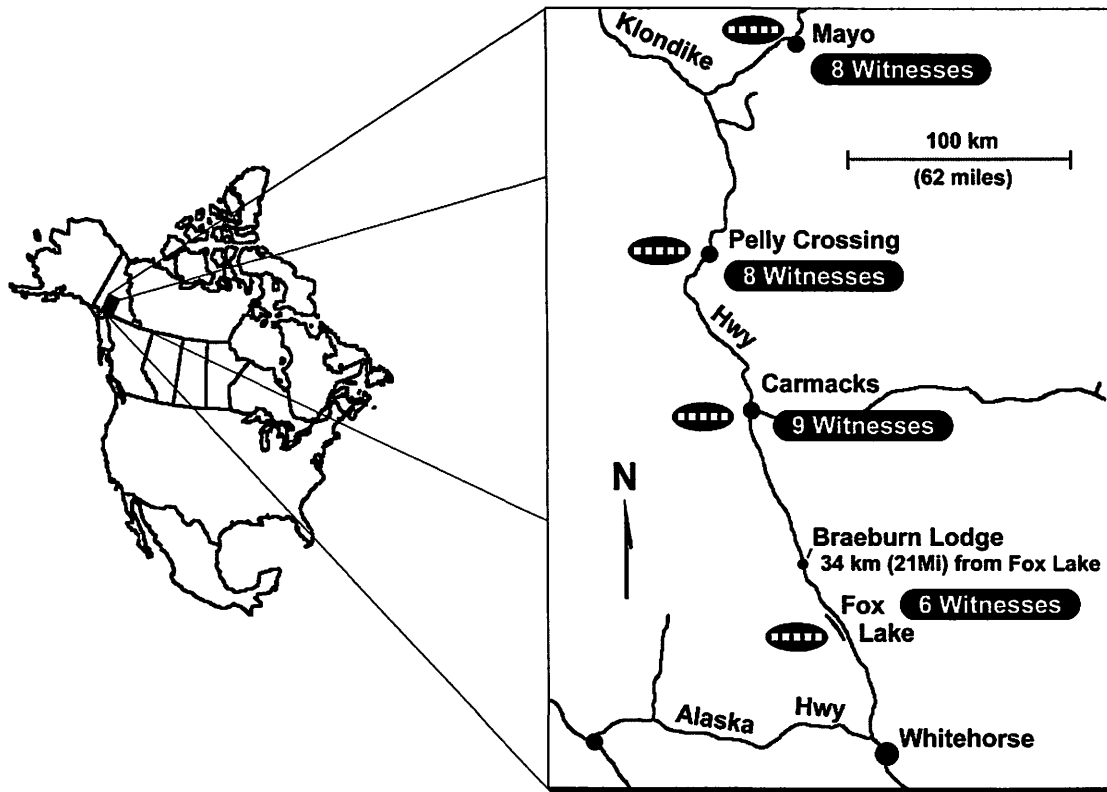 Klondike
Mayo
8 Witnesses
100 km
(62 miles)
Pelly Crossing
8 Witnesses
Hwy
Carmacks
9 Witnesses
N
Braeburn Lodge
34 km (21Mi) from Fox Lake
Fox
Lake
6 Witnesses
Alaska
Hwy
Whitehorse